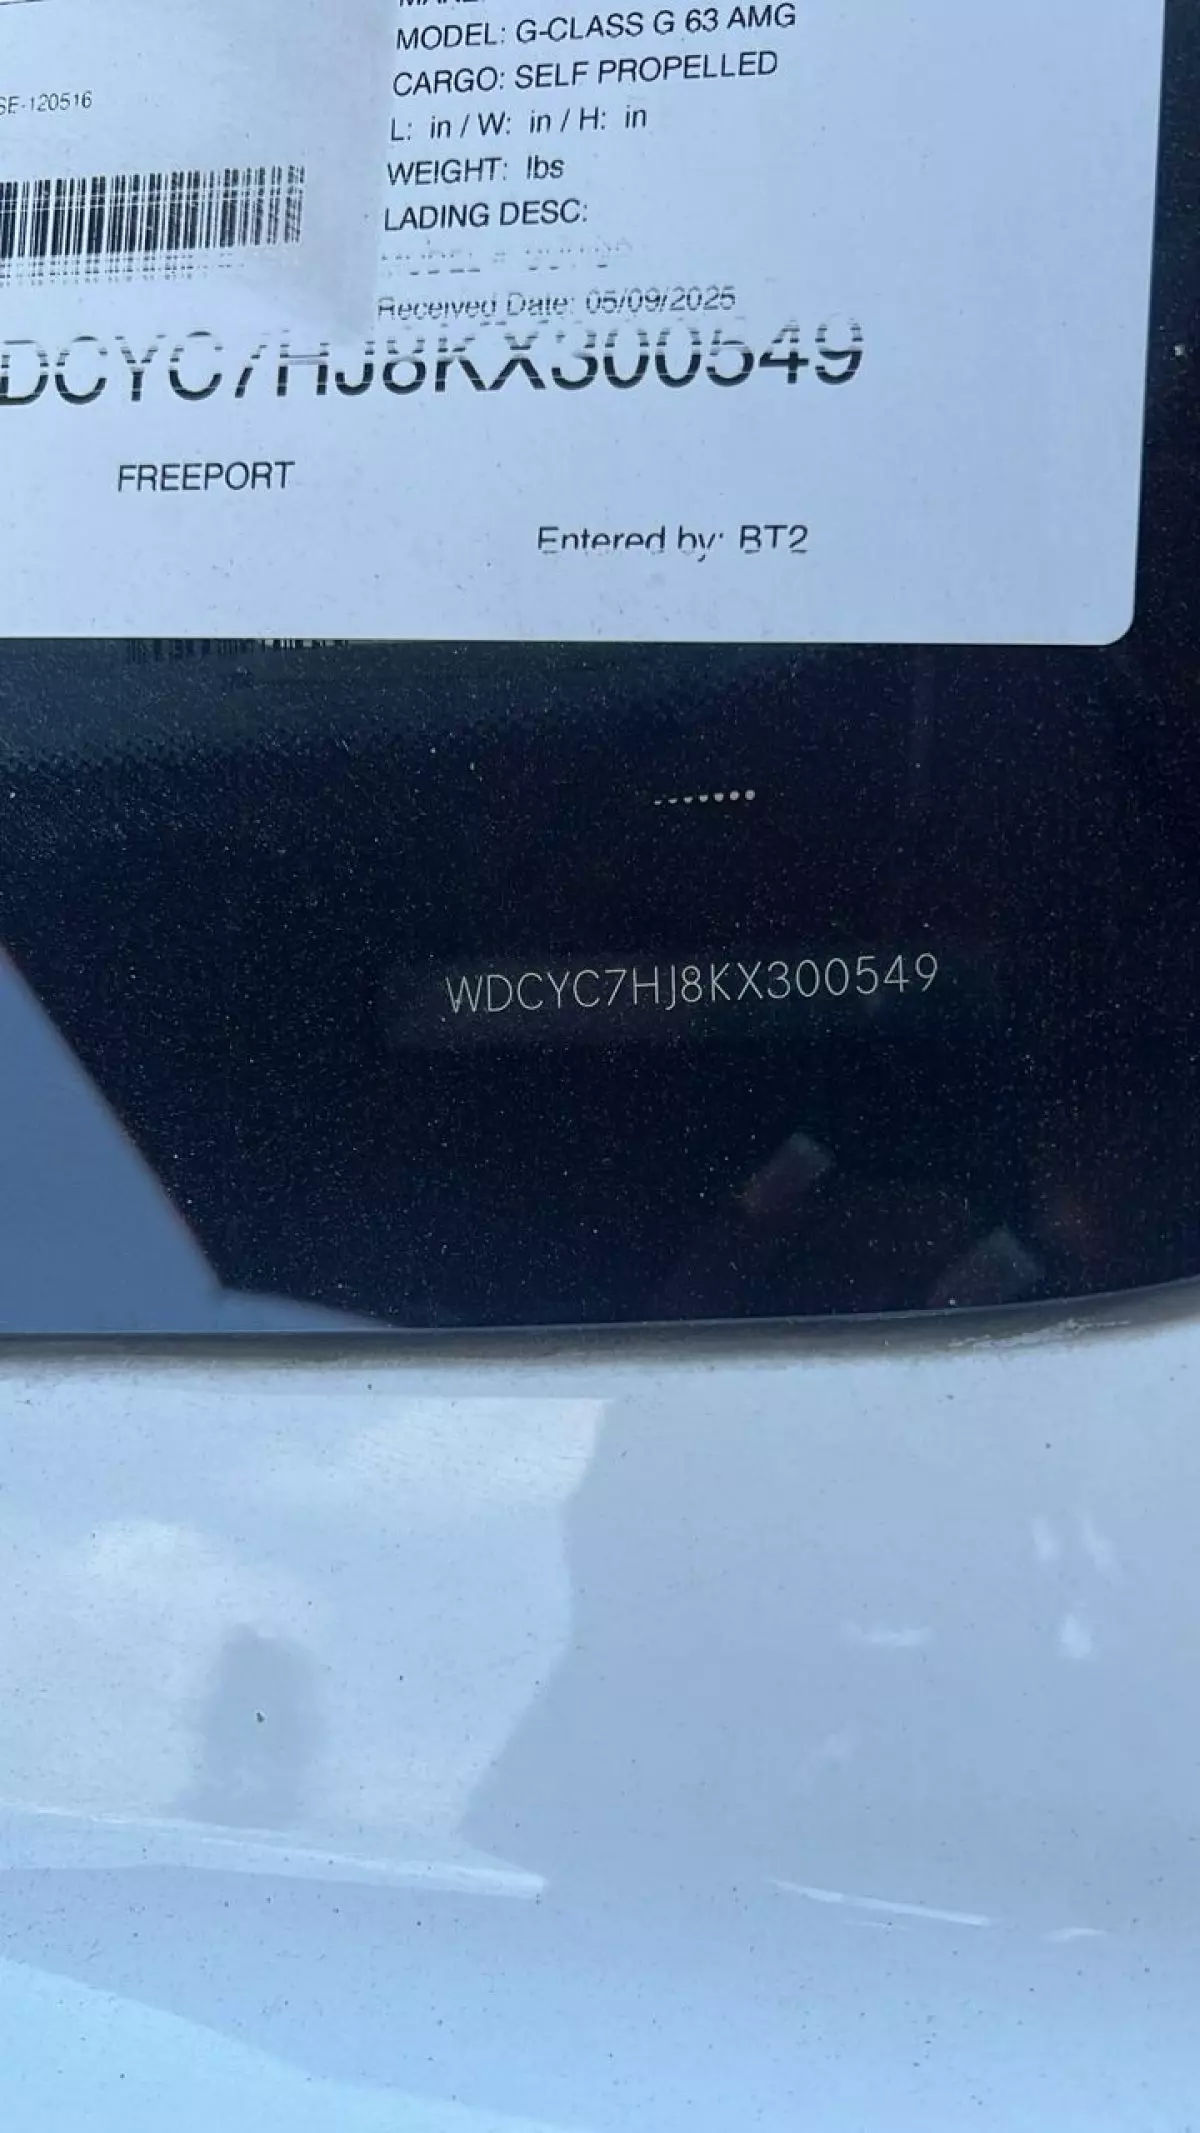 MODEL: G-CLASS G 63 AMG
CARGO: SELF PROPELLED
SE-120516
L: in / W: in / H: in
WEIGHT: lbs
LADING DESC:
Received Date: 05/09/2025
DCYC7HJ8KX300549
FREEPORT
Entered by: BT2
WDCYC7HJ8KX300549